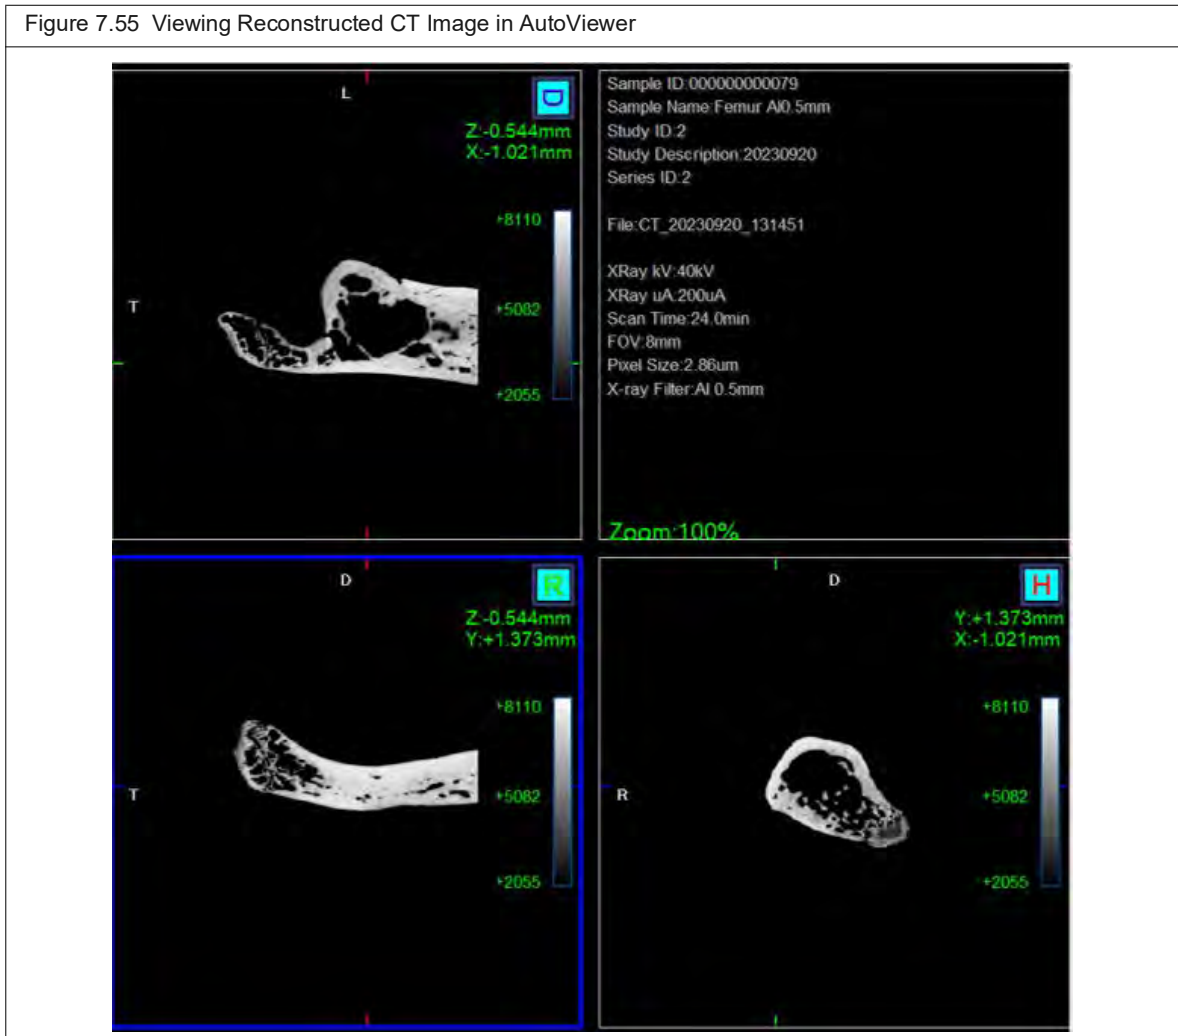 Figure 7.55 Viewing Reconstructed CT Image in AutoViewer
L
D
Z:-0.544mm
X:-1.021mm
+8110
T
+5082
+2055
Sample ID:000000000079
Sample Name:Femur Al0.5mm
Study ID:2
Study Description:20230920
Series ID:2
File:CT_20230920_131451
XRay kV:40kV
XRay uA:200uA
Scan Time:24.0min
FOV:8mm
Pixel Size:2.86um
X-ray Filter:Al 0.5mm
Zoom:100%
D
R
Z:-0.544mm
Y:+1.373mm
+8110
T
+5082
+2055
D
H
Y:+1.373mm
X:-1.021mm
+8110
R
+5082
+2055